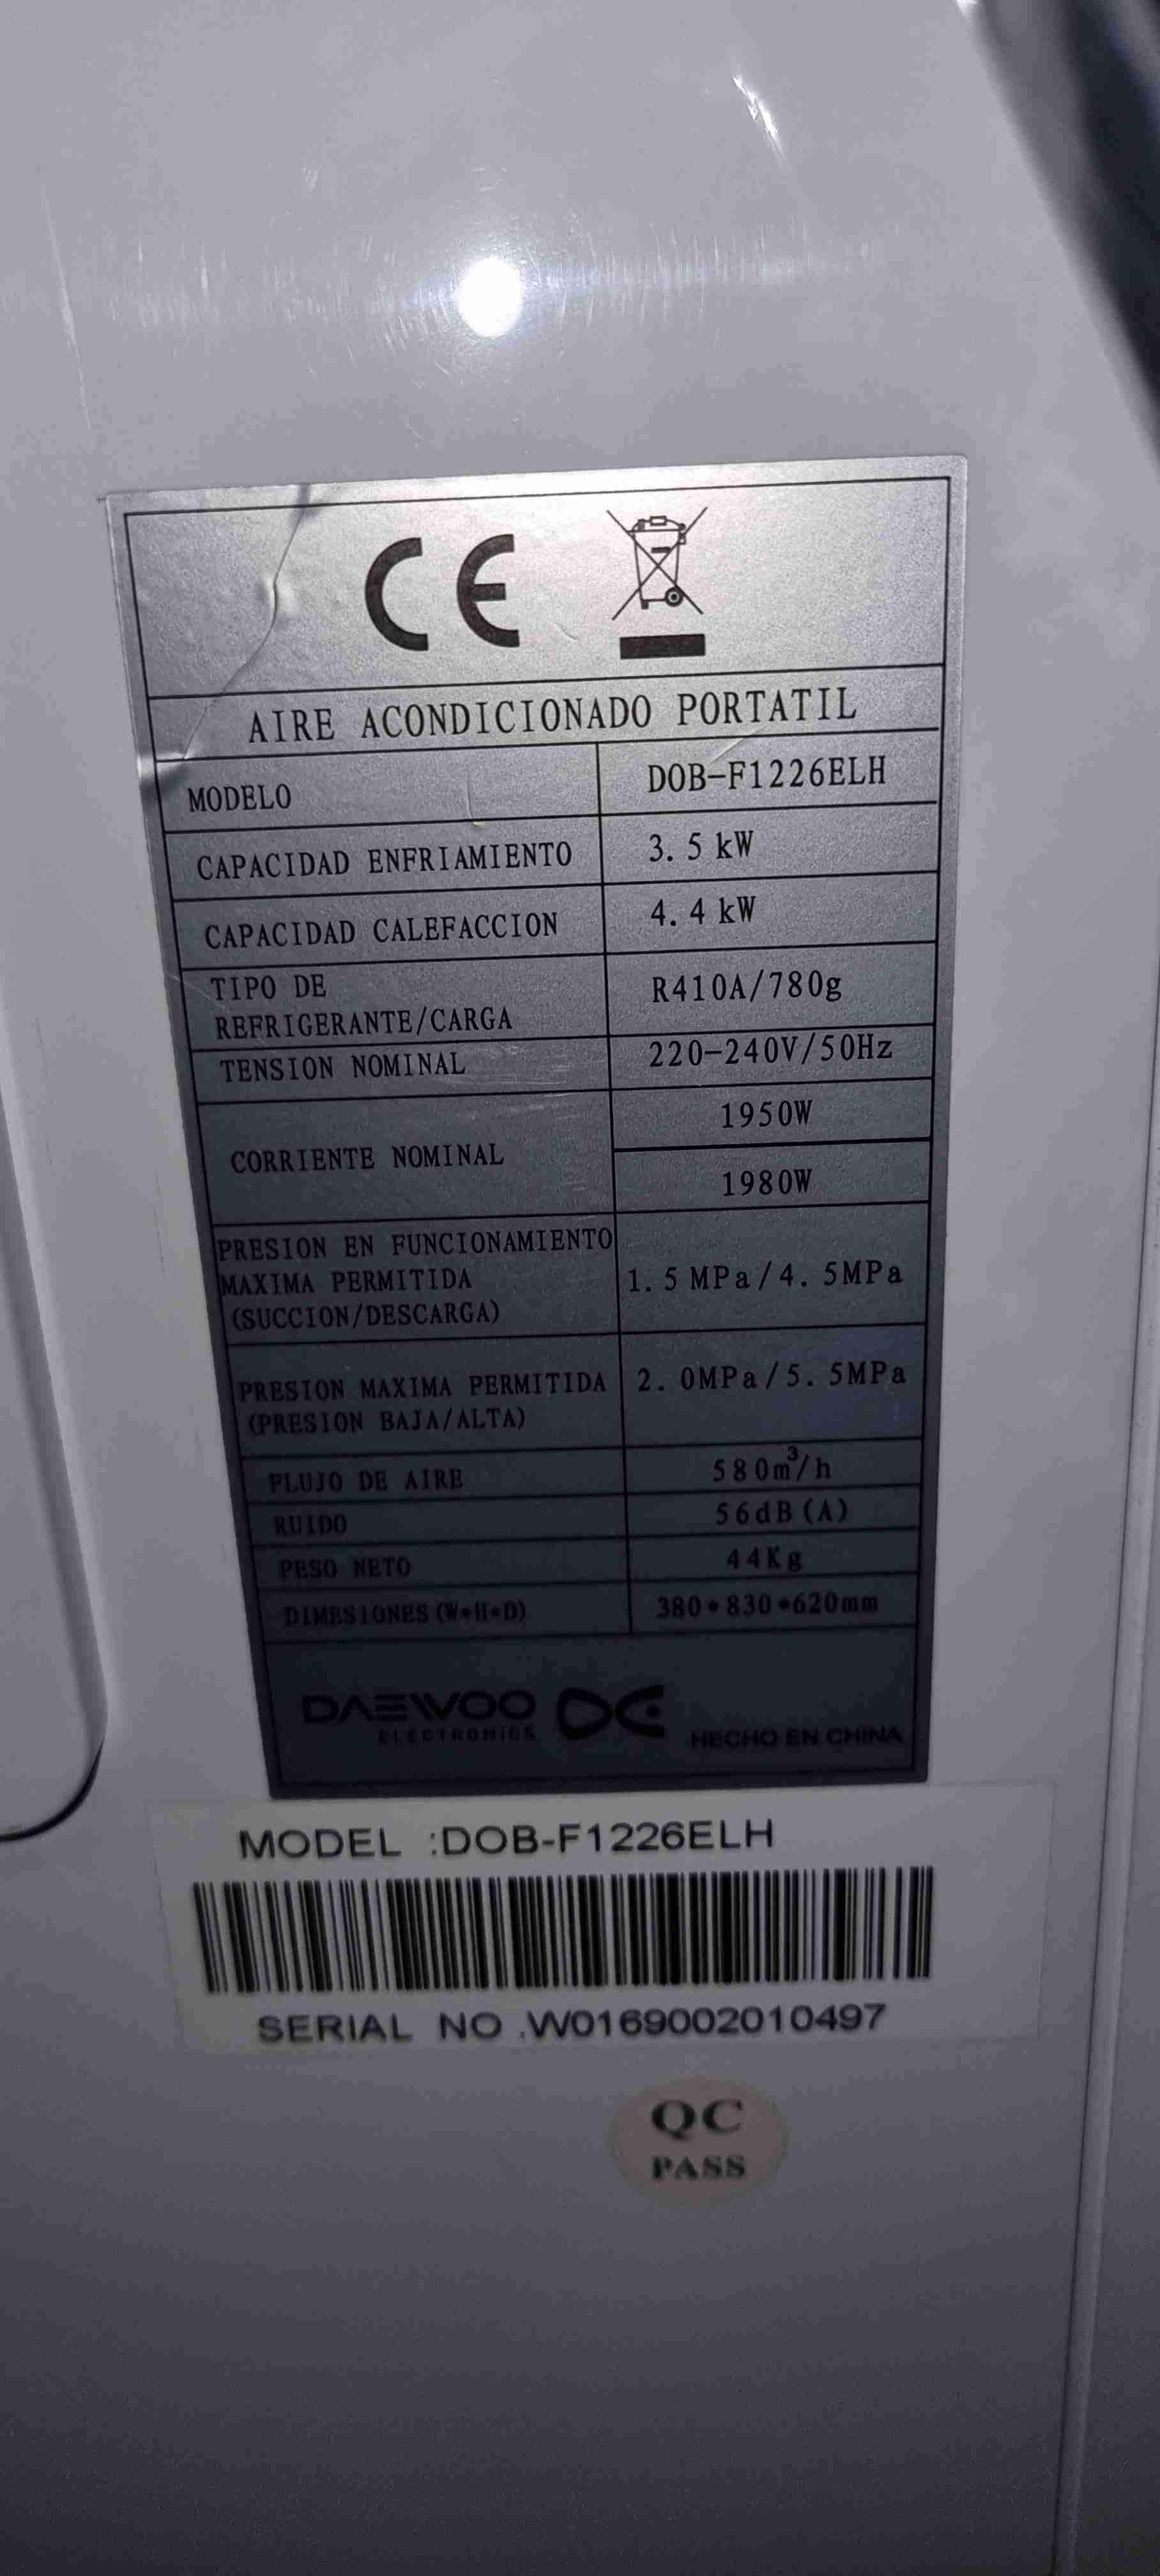 CE
AIRE ACONDICIONADO PORTATIL
MODELO DOB-F1226ELH
CAPACIDAD ENFRIAMIENTO 3.5 kW
CAPACIDAD CALEFACCION 4.4 kW
TIPO DE
REFRIGERANTE/CARGA R410A/780g
TENSION NOMINAL 220-240V/50Hz
CORRIENTE NOMINAL 1950W
1980W
PRESION EN FUNCIONAMIENTO
MAXIMA PERMITIDA
(SUCCION/DESCARGA) 1.5 MPa/4.5MPa
PRESION MAXIMA PERMITIDA
(PRESION BAJA/ALTA) 2.0MPa/5.5MPa
FLUJO DE AIRE 580m³/h
RUIDO 56dB(A)
PESO NETO 44Kg
DIMESIONES(W*H*D) 380*830*620mm
DAEWOO
ELECTRONICS
HECHO EN CHINA
MODEL :DOB-F1226ELH
SERIAL NO .W0169002010497
QC
PASS